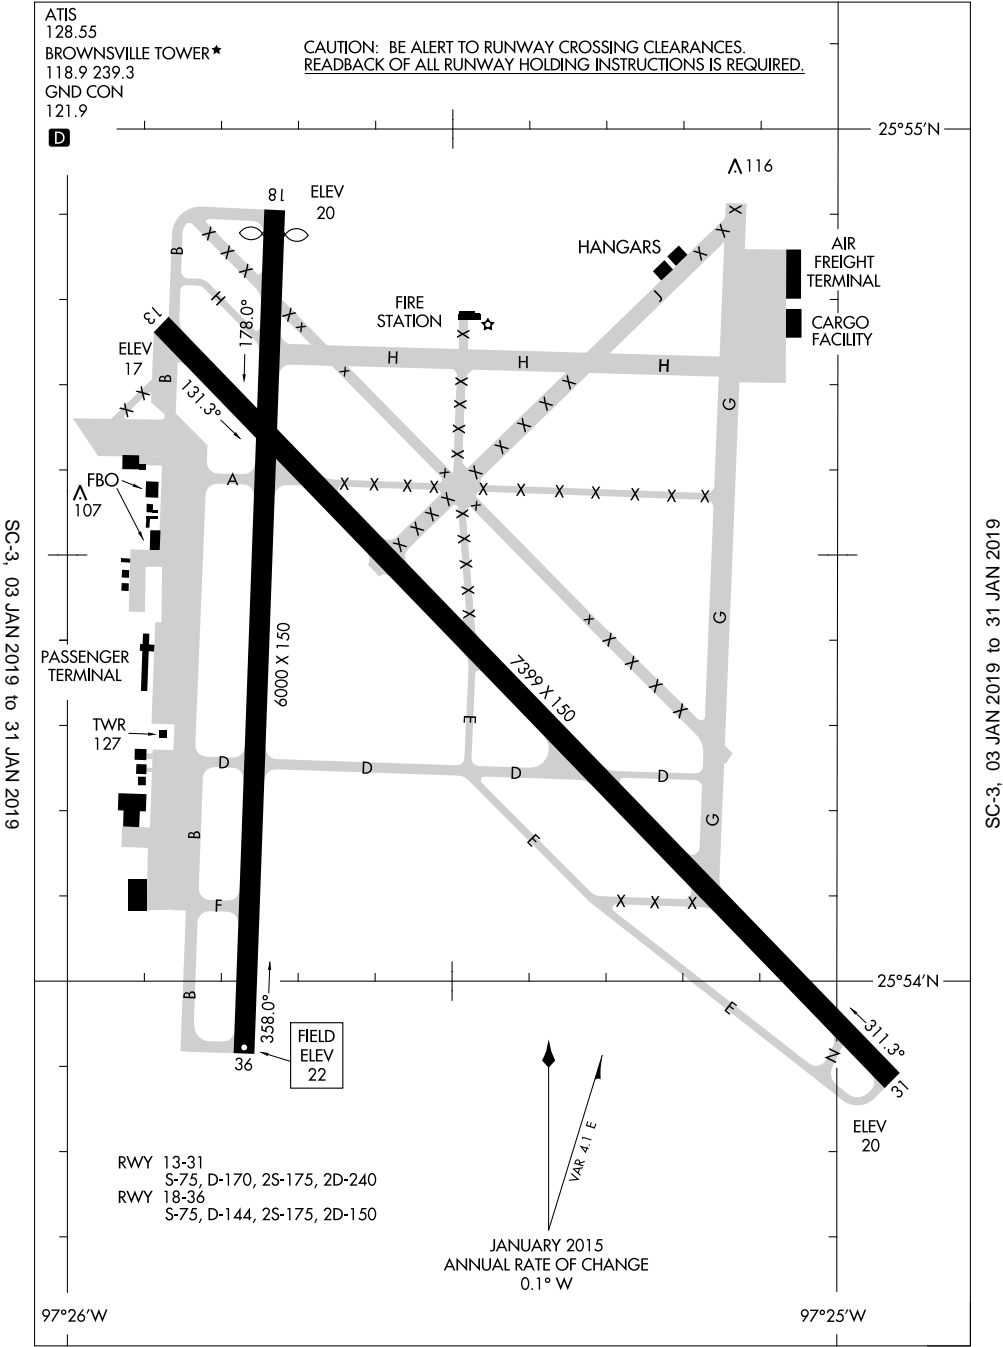 ATIS
128.55
BROWNSVILLE TOWER★
118.9 239.3
GND CON
121.9
D
CAUTION: BE ALERT TO RUNWAY CROSSING CLEARANCES.
READBACK OF ALL RUNWAY HOLDING INSTRUCTIONS IS REQUIRED.
25°55'N
116
18
ELEV
20
HANGARS
AIR
FREIGHT
TERMINAL
CARGO
FACILITY
FIRE
STATION
B
H
J
178.0°
13
ELEV
17
B
131.3°
H
H
H
G
A
FBO
107
G
PASSENGER
TERMINAL
6000 X 150
7399 X 150
TWR
127
E
D
D
D
D
G
B
E
F
B
358.0°
25°54'N
E
311.3°
N
31
36
FIELD
ELEV
22
ELEV
20
VAR 4.1 E
RWY 13-31
S-75, D-170, 2S-175, 2D-240
RWY 18-36
S-75, D-144, 2S-175, 2D-150
JANUARY 2015
ANNUAL RATE OF CHANGE
0.1° W
97°26'W
97°25'W
SC-3, 03 JAN 2019 to 31 JAN 2019
SC-3, 03 JAN 2019 to 31 JAN 2019